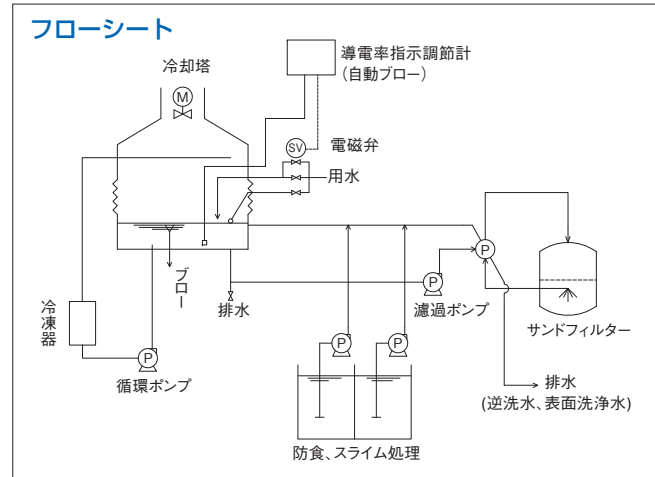 フローシート
冷却塔
M
導電率指示調節計
(自動ブロー)
SV
電磁弁
用水
ブロー
排水
冷凍器
P
循環ポンプ
P
濾過ポンプ
P
サンドフィルター
P
P
排水
(逆洗水、表面洗浄水)
防食、スライム処理